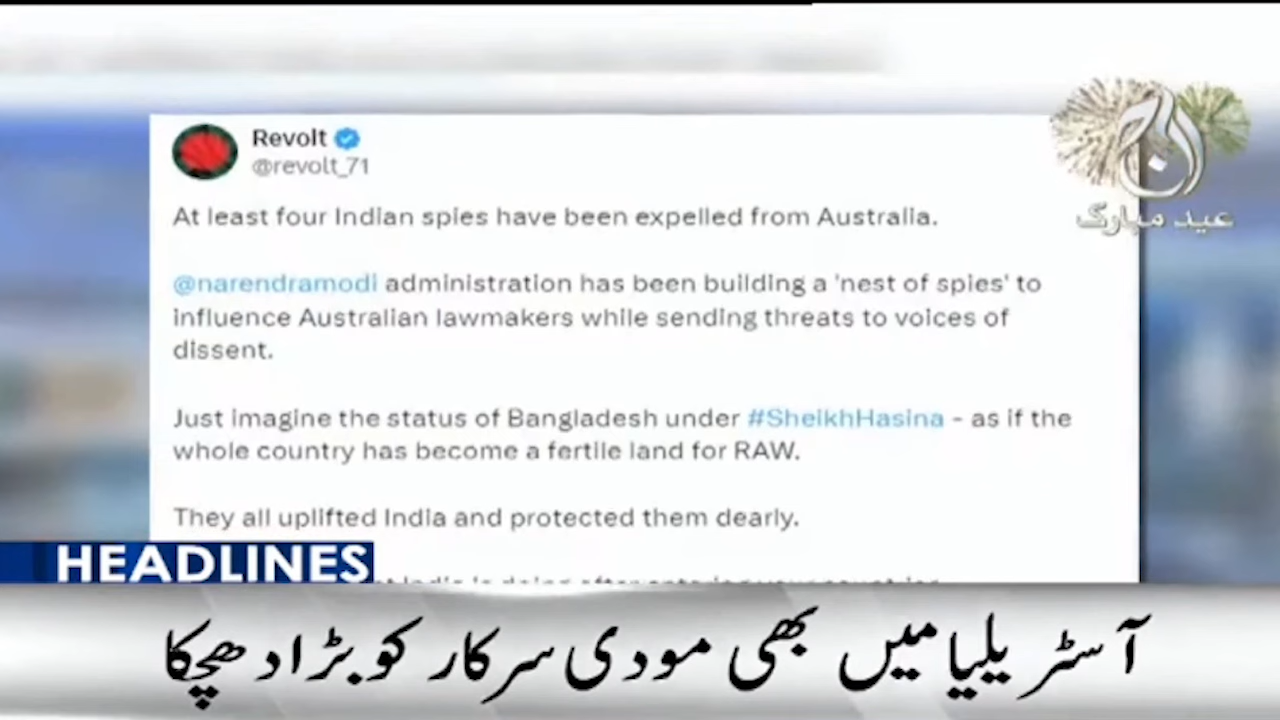 Revolt
@revolt_71
At least four Indian spies have been expelled from Australia.
@narendramodi administration has been building a 'nest of spies' to
influence Australian lawmakers while sending threats to voices of
dissent.
Just imagine the status of Bangladesh under #SheikhHasina - as if the
whole country has become a fertile land for RAW.
They all uplifted India and protected them dearly.
آج
عید مبارک
HEADLINES
آسٹریلیا میں بھی مودی سرکار کو بڑا دھچکا